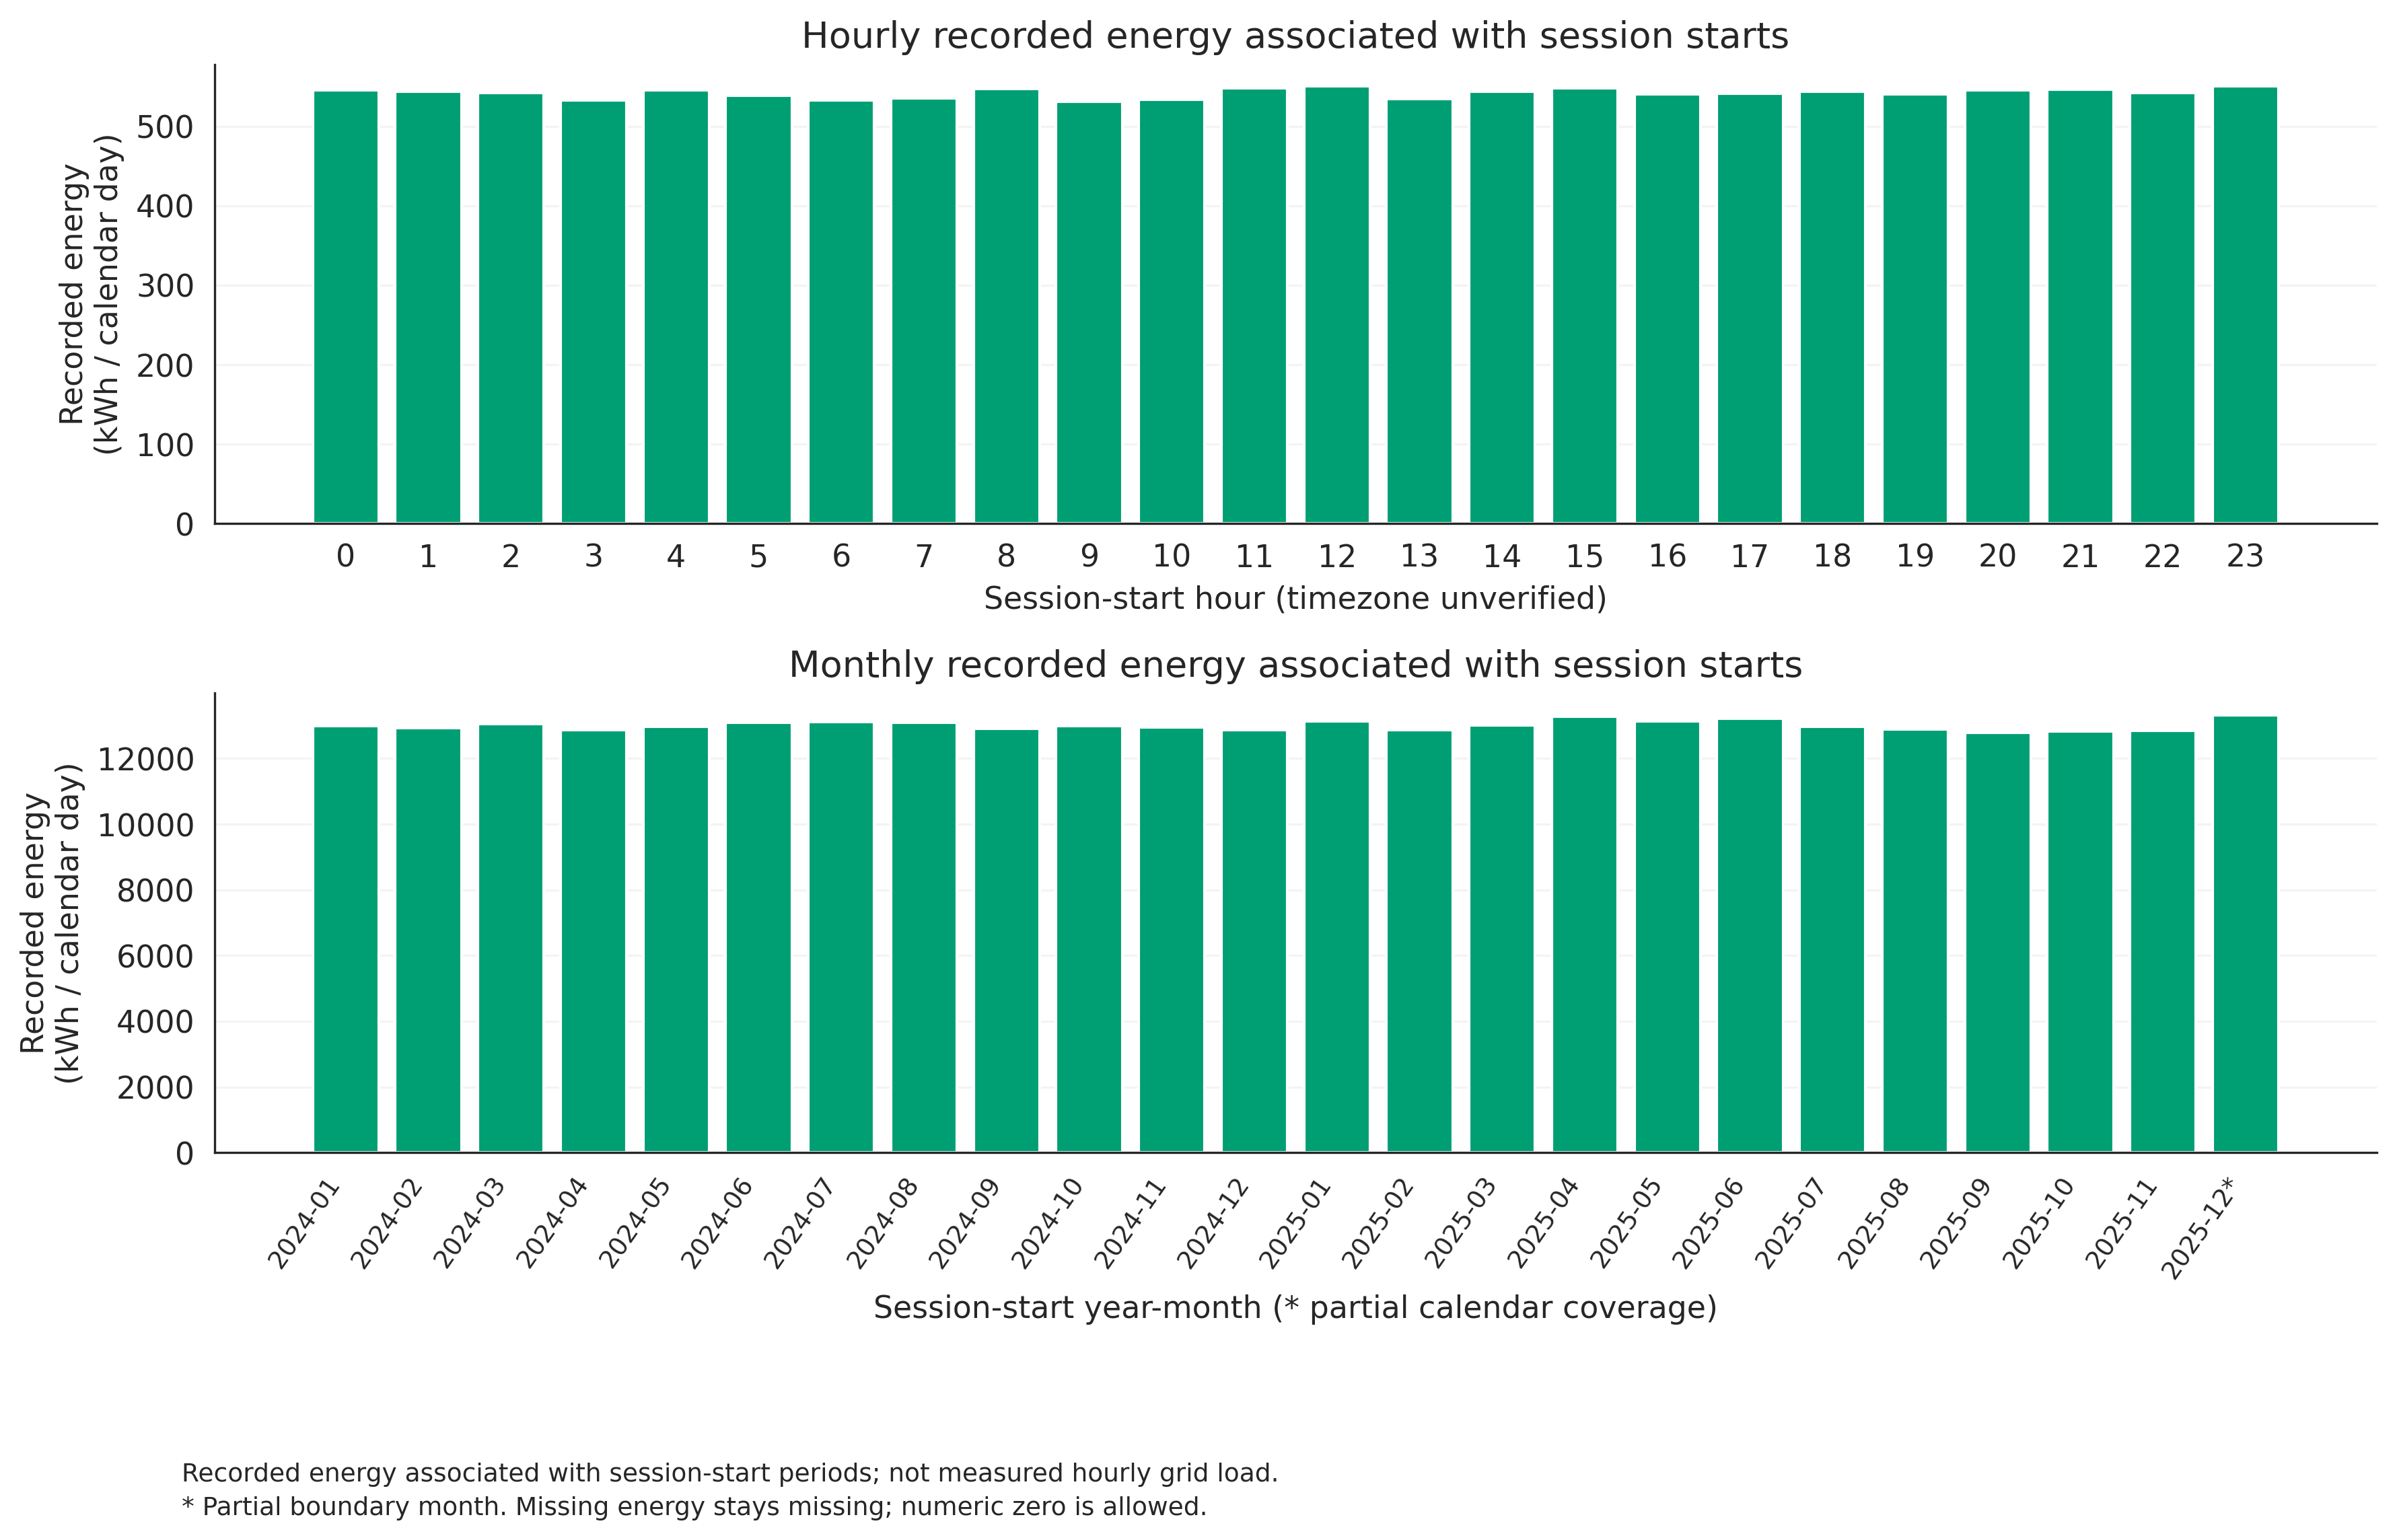 Hourly recorded energy associated with session starts
Recorded energy
(kWh / calendar day)
500
400
300
200
100
0
0 1 2 3 4 5 6 7 8 9 10 11 12 13 14 15 16 17 18 19 20 21 22 23
Session-start hour (timezone unverified)
Monthly recorded energy associated with session starts
Recorded energy
(kWh / calendar day)
12000
10000
8000
6000
4000
2000
0
2024-01 2024-02 2024-03 2024-04 2024-05 2024-06 2024-07 2024-08 2024-09 2024-10 2024-11 2024-12 2025-01 2025-02 2025-03 2025-04 2025-05 2025-06 2025-07 2025-08 2025-09 2025-10 2025-11 2025-12*
Session-start year-month (* partial calendar coverage)
Recorded energy associated with session-start periods; not measured hourly grid load.
* Partial boundary month. Missing energy stays missing; numeric zero is allowed.